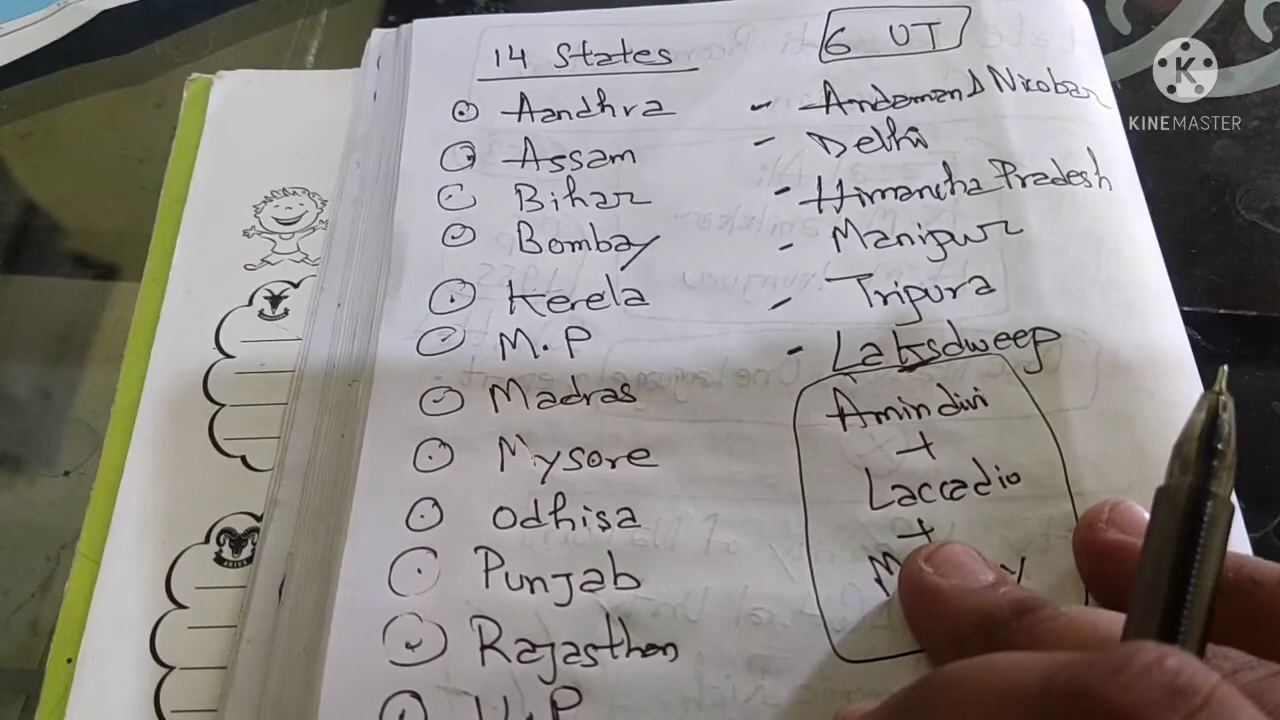 14 States
Aandhra
Assam
Bihar
Bombay
Kerela
M.P
Madras
Mysore
Odhisa
Punjab
Rajasthan
U.P
6 UT
- Andaman & Nicobar
- Delhi
- Himancha Pradesh
- Manipur
- Tripura
- Laksdweep
Amindivi
+
Laccadio
+
K
KINEMASTER
ARIES